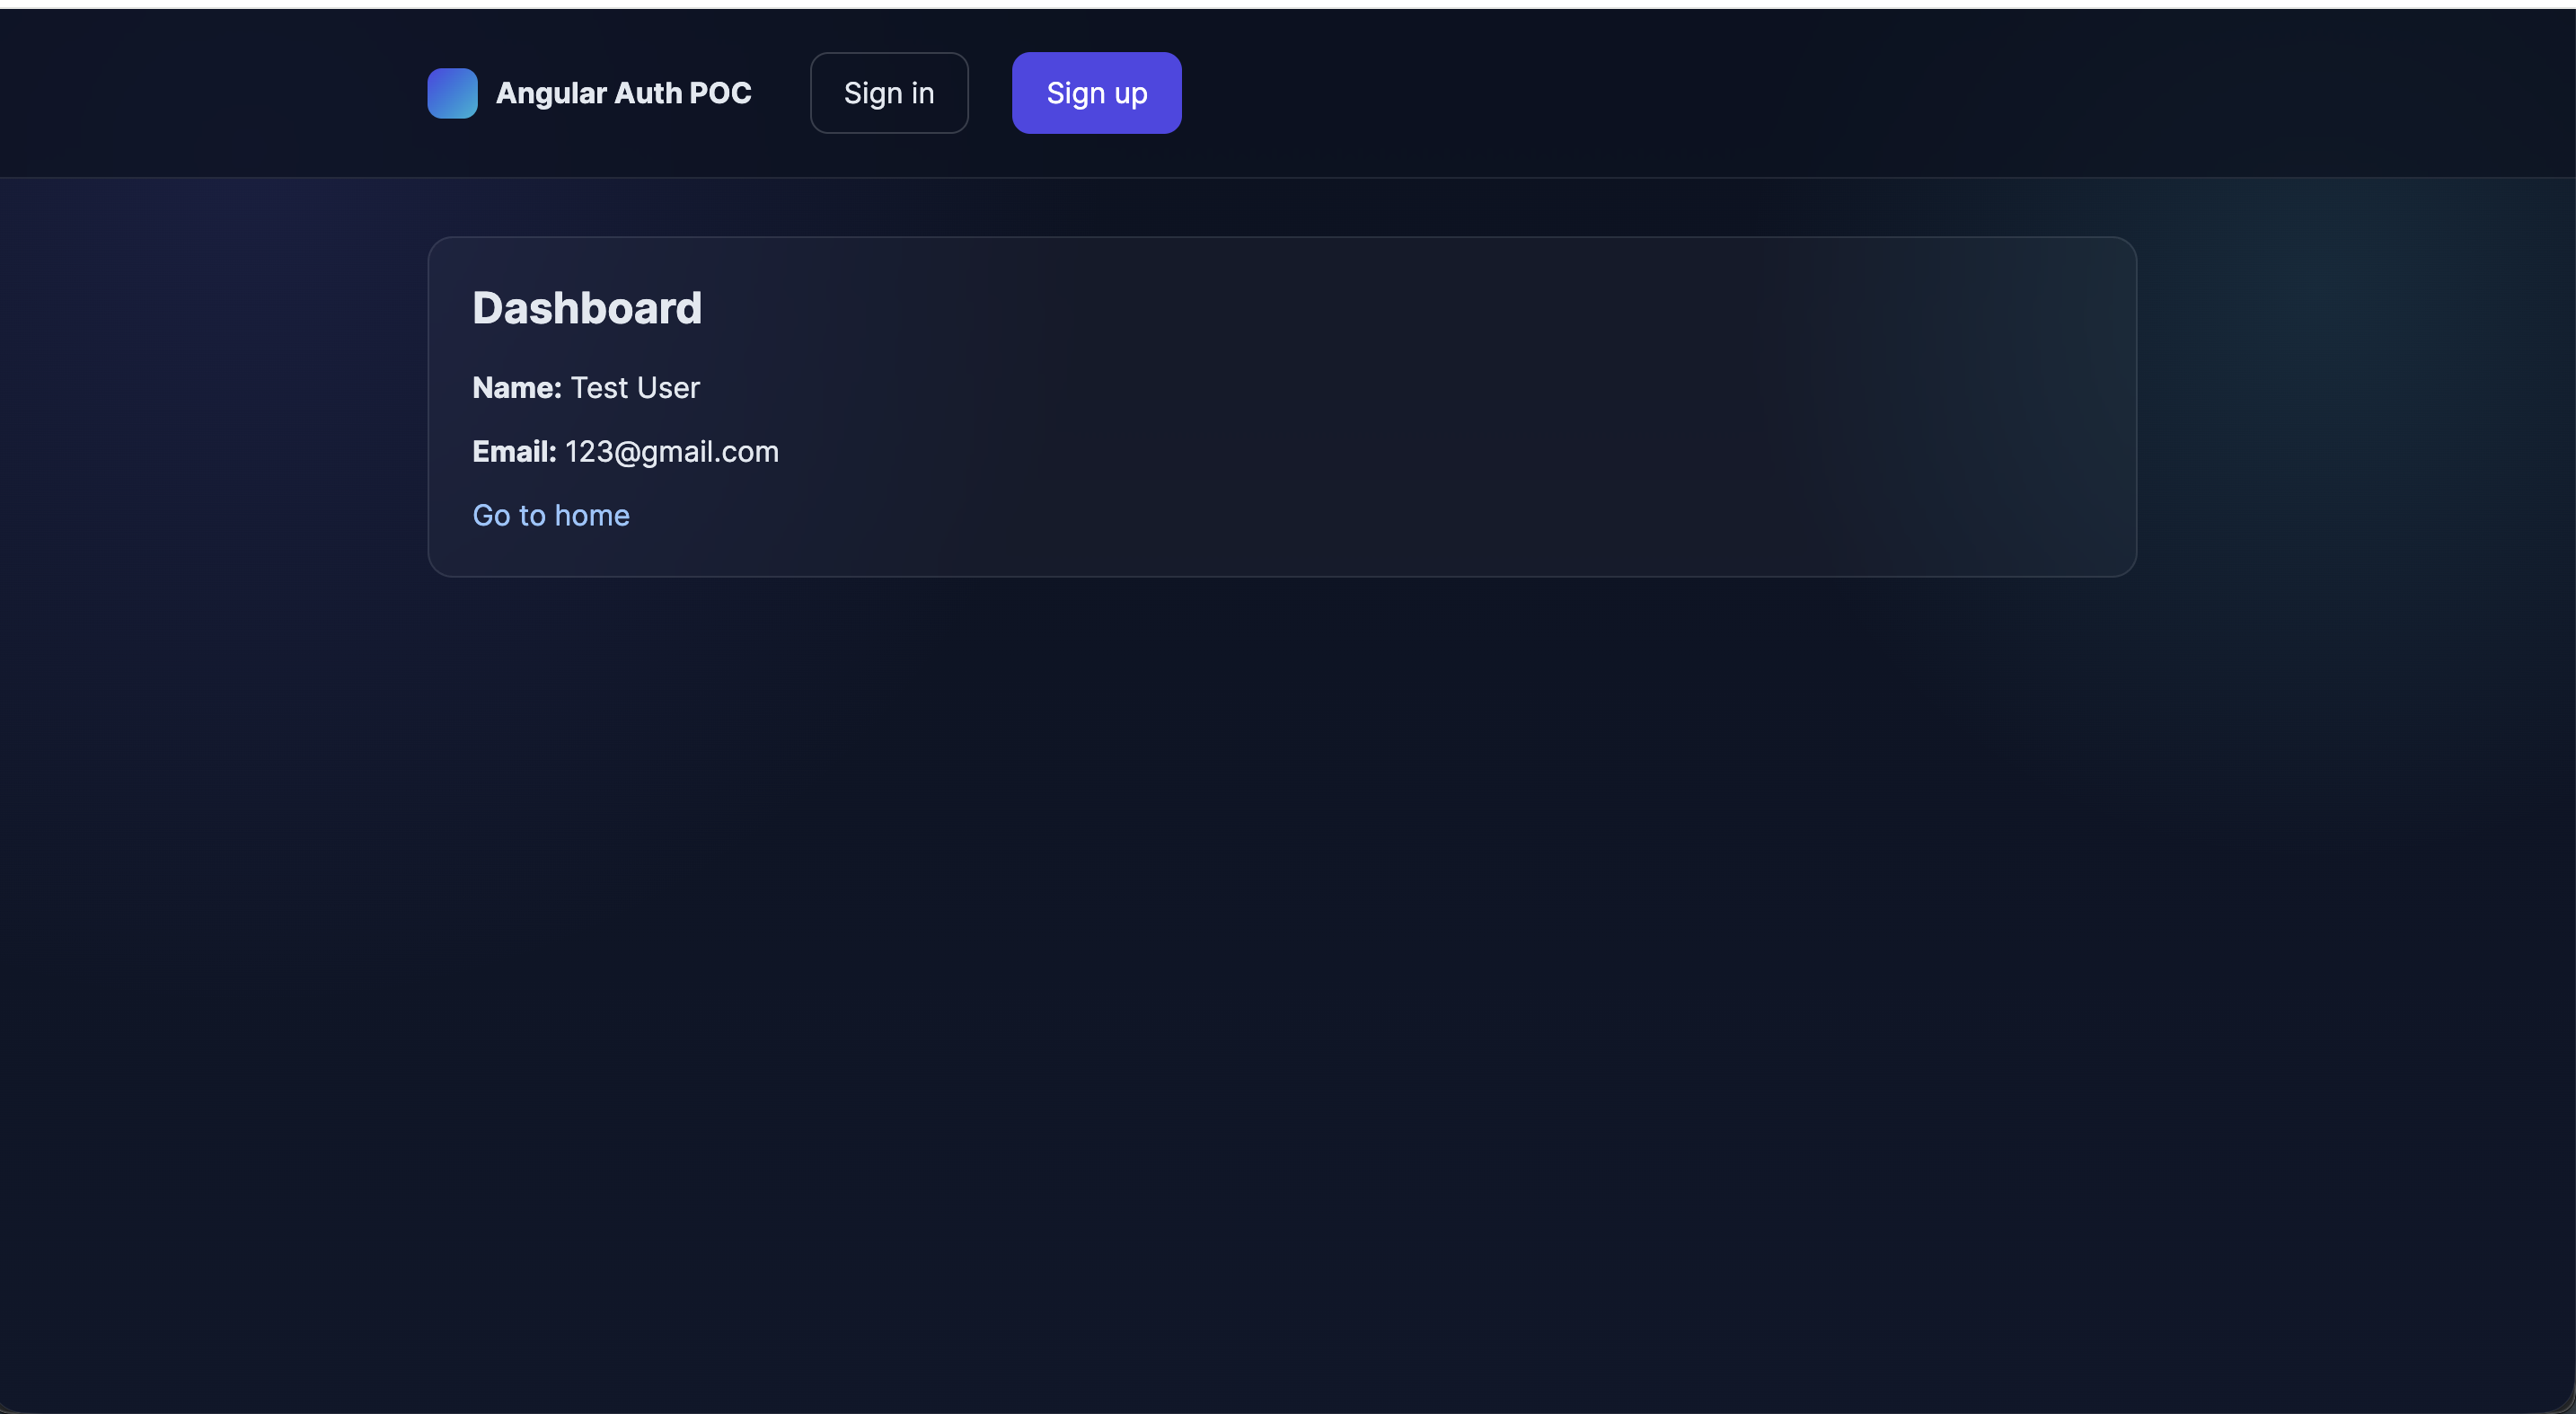 Angular Auth POC
Sign in
Sign up
Dashboard
Name: Test User
Email: 123@gmail.com
Go to home